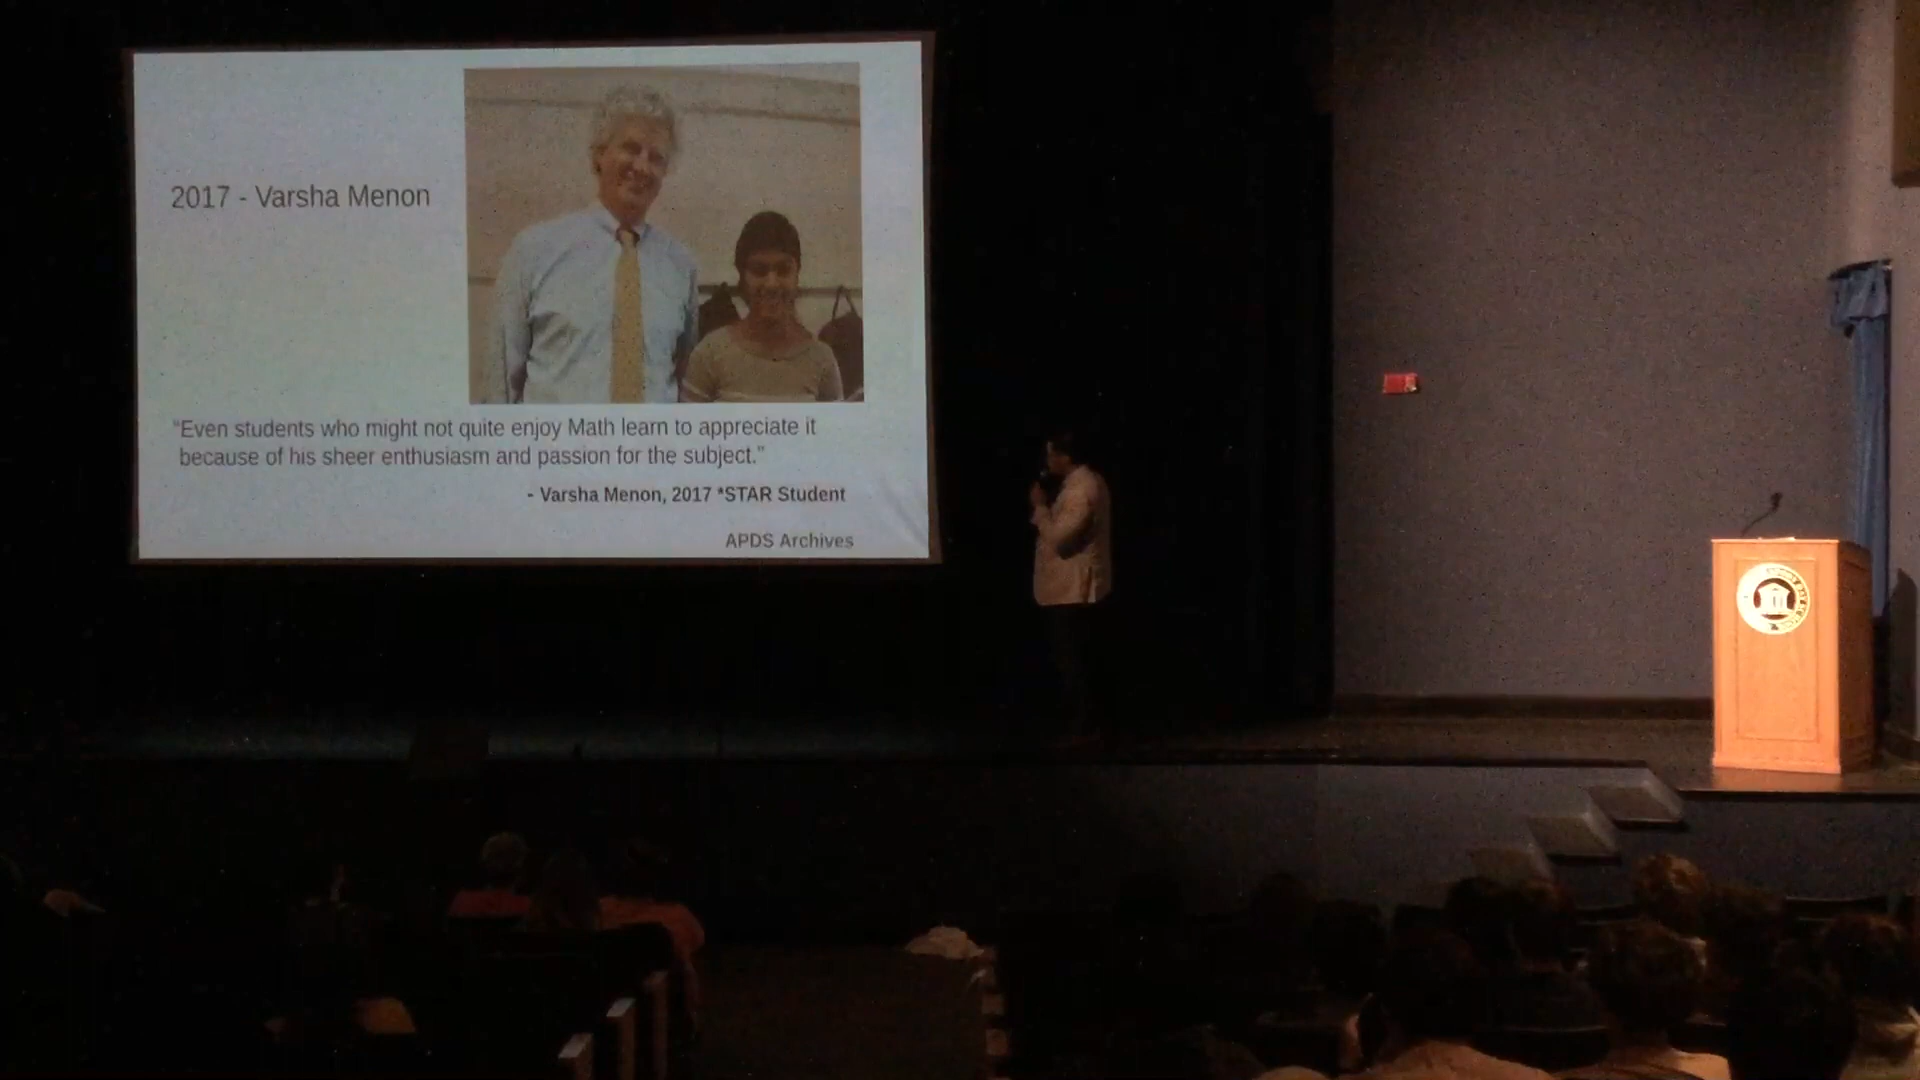 2017 - Varsha Menon
"Even students who might not quite enjoy Math learn to appreciate it
because of his sheer enthusiasm and passion for the subject."
- Varsha Menon, 2017 *STAR Student
APDS Archives